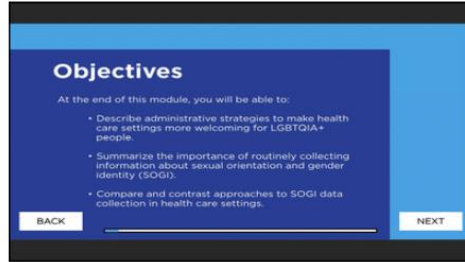 Objectives
At the end of this module, you will be able to:
• Describe administrative strategies to make health
care settings more welcoming for LGBTQIA+
people.
• Summarize the importance of routinely collecting
information about sexual orientation and gender
identity (SOGI).
• Compare and contrast approaches to SOGI data
collection in health care settings.
BACK
NEXT